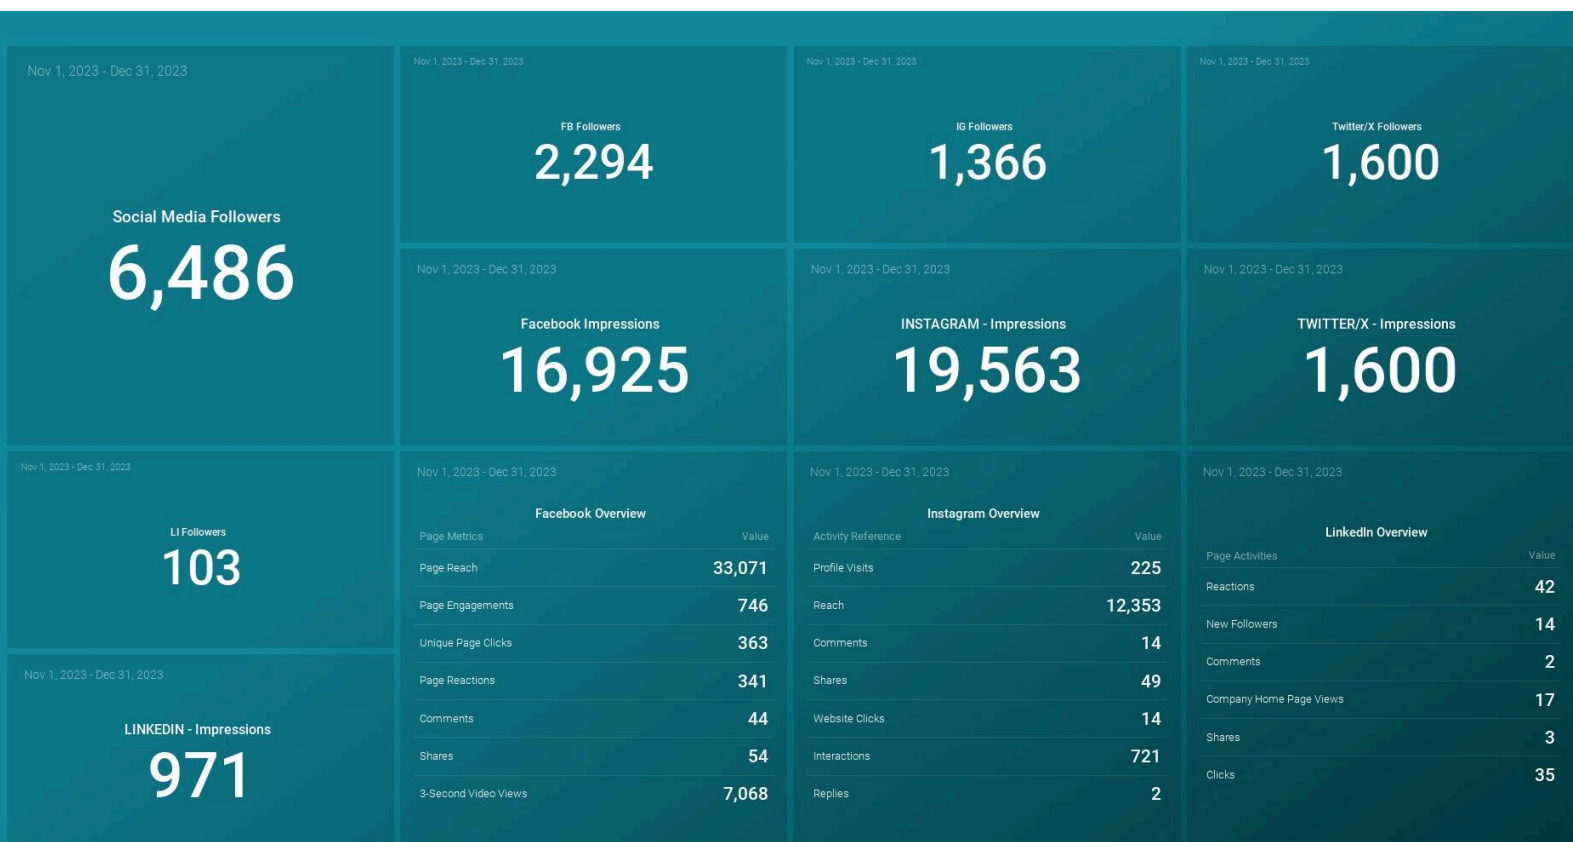 Nov 1, 2023 - Dec 31, 2023
Social Media Followers
6,486
Nov 1, 2023 - Dec 31, 2023
FB Followers
2,294
Nov 1, 2023 - Dec 31, 2023
IG Followers
1,366
Nov 1, 2023 - Dec 31, 2023
Twitter/X Followers
1,600
Nov 1, 2023 - Dec 31, 2023
Facebook Impressions
16,925
Nov 1, 2023 - Dec 31, 2023
INSTAGRAM - Impressions
19,563
Nov 1, 2023 - Dec 31, 2023
TWITTER/X - Impressions
1,600
Nov 1, 2023 - Dec 31, 2023
LI Followers
103
Nov 1, 2023 - Dec 31, 2023
LINKEDIN - Impressions
971
Nov 1, 2023 - Dec 31, 2023
Facebook Overview
Page Metrics Value
Page Reach 33,071
Page Engagements 746
Unique Page Clicks 363
Page Reactions 341
Comments 44
Shares 54
3-Second Video Views 7,068
Nov 1, 2023 - Dec 31, 2023
Instagram Overview
Activity Reference Value
Profile Visits 225
Reach 12,353
Comments 14
Shares 49
Website Clicks 14
Interactions 721
Replies 2
Nov 1, 2023 - Dec 31, 2023
LinkedIn Overview
Page Activities Value
Reactions 42
New Followers 14
Comments 2
Company Home Page Views 17
Shares 3
Clicks 35